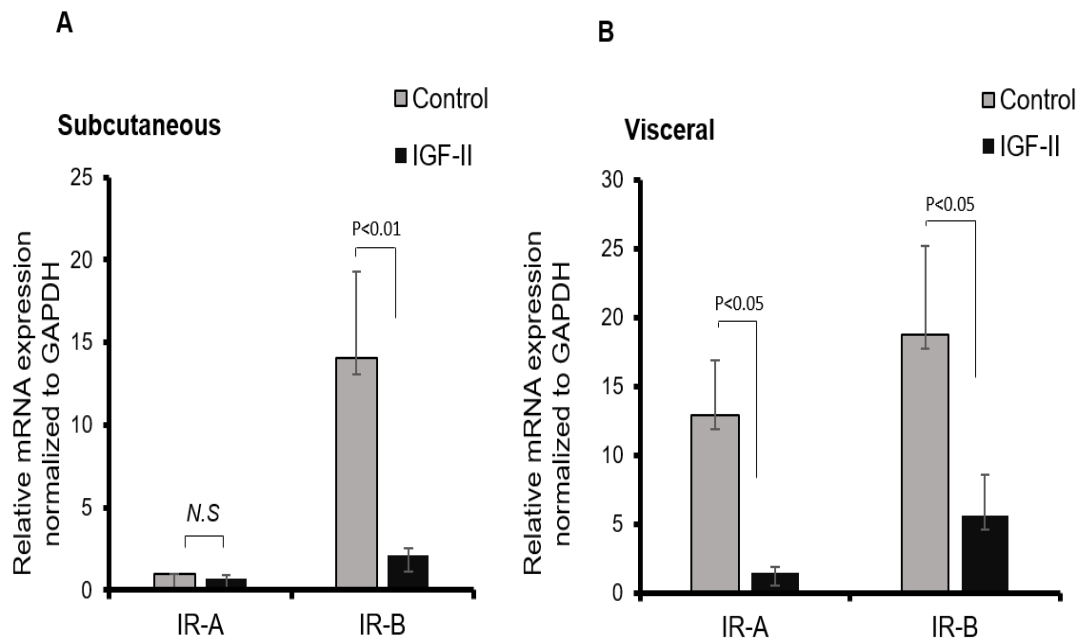 A
Subcutaneous
Control
IGF-II
Relative mRNA expression
normalized to GAPDH
25
20
15
10
5
0
N.S
P<0.01
IR-A
IR-B
B
Visceral
Control
IGF-II
Relative mRNA expression
normalized to GAPDH
30
25
20
15
10
5
0
P<0.05
P<0.05
IR-A
IR-B